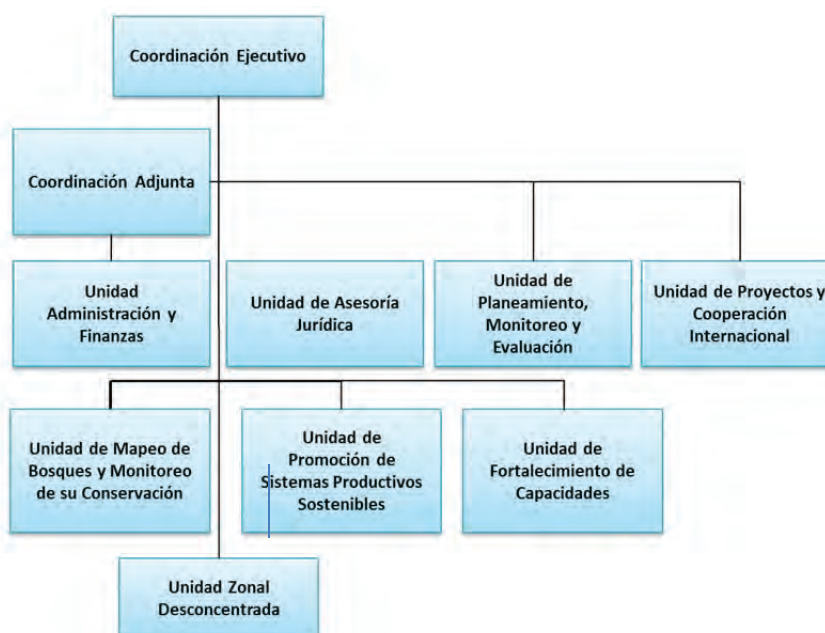 Coordinación Ejecutivo
Coordinación Adjunta
Unidad
Administración y
Finanzas
Unidad de Asesoría
Jurídica
Unidad de
Planeamiento,
Monitoreo y
Evaluación
Unidad de Proyectos y
Cooperación
Internacional
Unidad de Mapeo de
Bosques y Monitoreo
de su Conservación
Unidad de
Promoción de
Sistemas Productivos
Sostenibles
Unidad de
Fortalecimiento de
Capacidades
Unidad Zonal
Desconcentrada